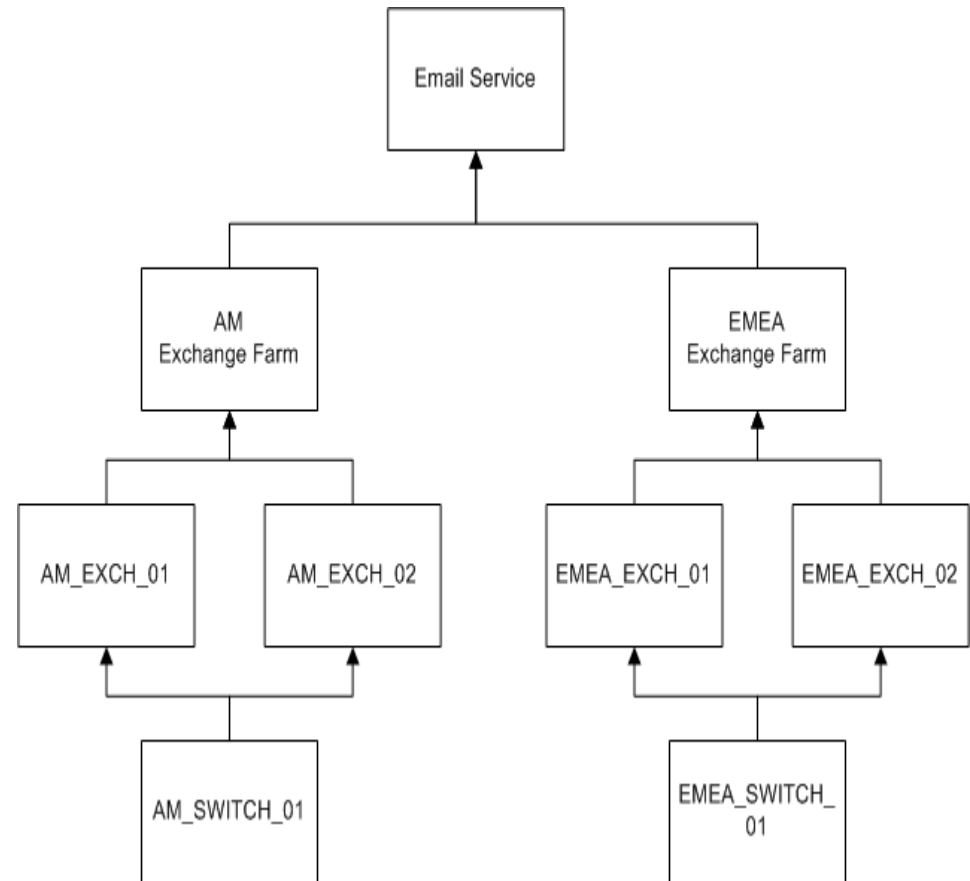 Email Service
AM
Exchange Farm
EMEA
Exchange Farm
AM_EXCH_01
AM_EXCH_02
EMEA_EXCH_01
EMEA_EXCH_02
AM_SWITCH_01
EMEA_SWITCH_
01